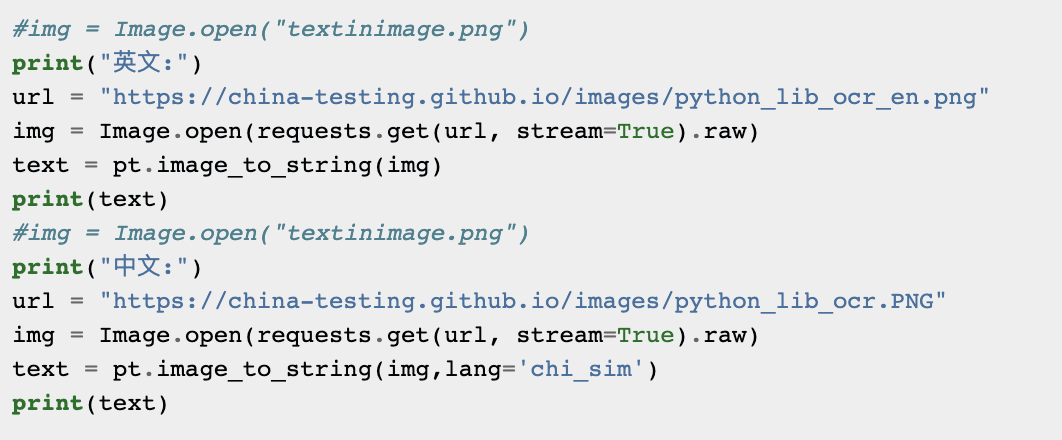 #img = Image.open("textinimage.png")
print("英文:")
url = "https://china-testing.github.io/images/python_lib_ocr_en.png"
img = Image.open(requests.get(url, stream=True).raw)
text = pt.image_to_string(img)
print(text)
#img = Image.open("textinimage.png")
print("中文:")
url = "https://china-testing.github.io/images/python_lib_ocr.PNG"
img = Image.open(requests.get(url, stream=True).raw)
text = pt.image_to_string(img,lang='chi_sim')
print(text)